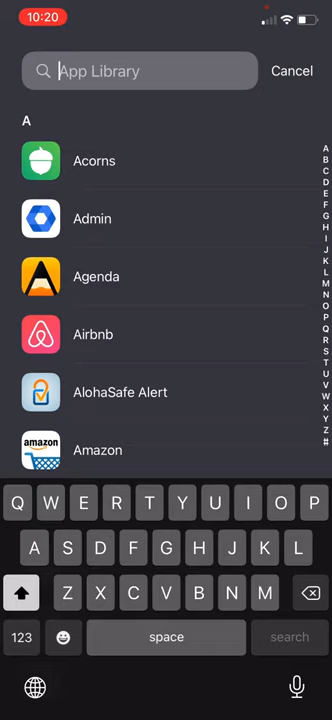 10:20
App Library
Cancel
A
Acorns
Admin
Agenda
Airbnb
AlohaSafe Alert
amazon
Amazon
A
B
C
D
E
F
G
H
I
J
K
L
M
N
O
P
Q
R
S
T
U
V
W
X
Y
Z
#
Q W E R T Y U I O P
A S D F G H J K L
Z X C V B N M
123 space search